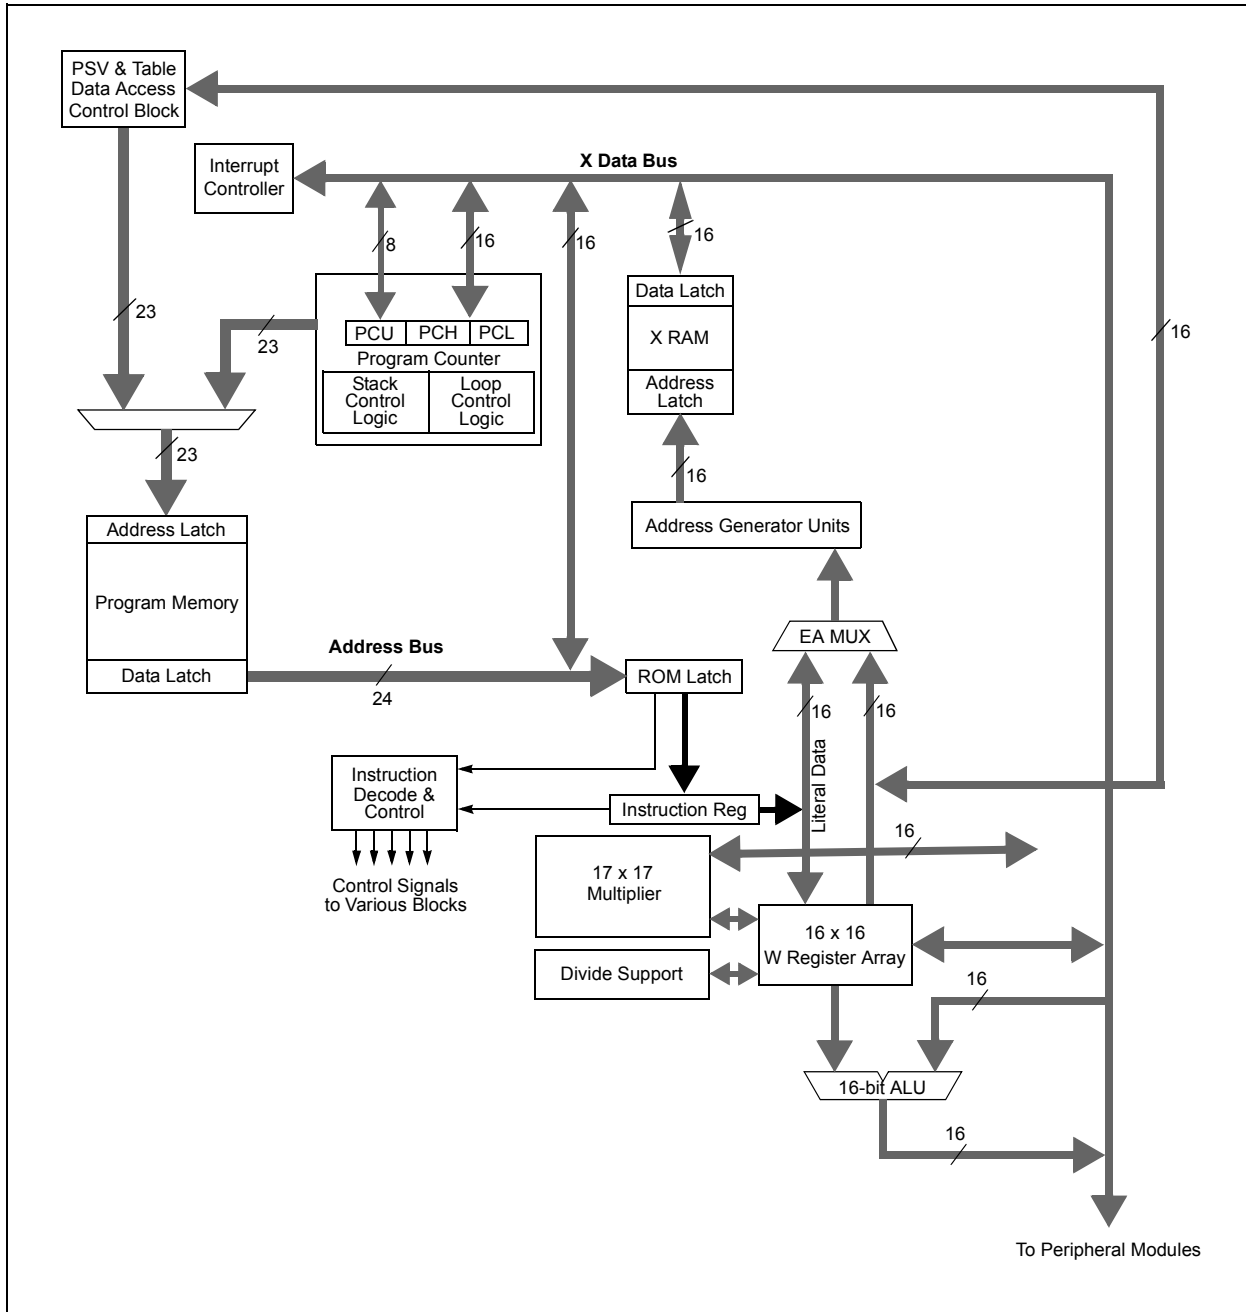 PSV & Table
Data Access
Control Block
Interrupt
Controller
X Data Bus
8
16
16
16
23
23
PCU
PCH
PCL
Program Counter
Stack
Control
Logic
Loop
Control
Logic
Data Latch
X RAM
Address
Latch
16
23
16
Address Latch
Program Memory
Data Latch
Address Generator Units
EA MUX
Address Bus
24
ROM Latch
16
16
Literal Data
Instruction
Decode &
Control
Instruction Reg
Control Signals
to Various Blocks
17 x 17
Multiplier
16
16 x 16
W Register Array
Divide Support
16
16-bit ALU
16
To Peripheral Modules